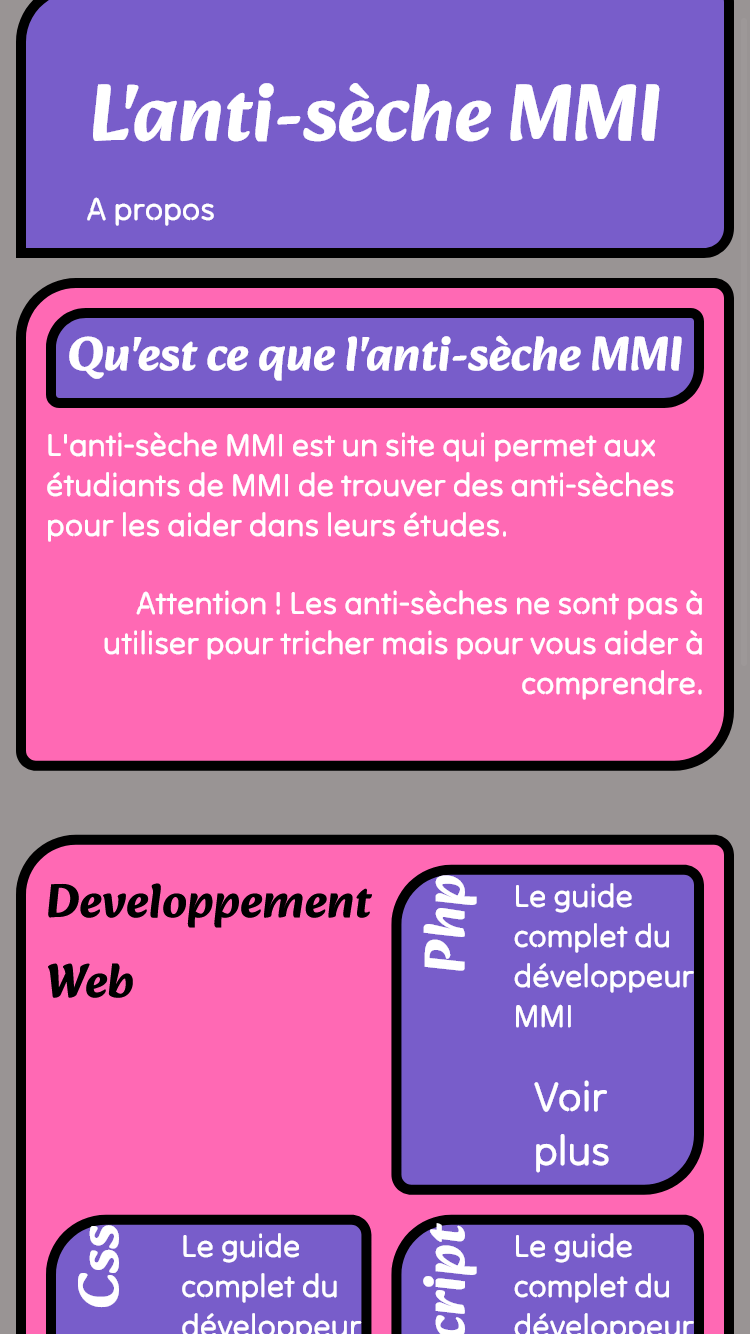 L'anti-sèche MMI
A propos
Qu'est ce que l'anti-sèche MMI
L'anti-sèche MMI est un site qui permet aux
étudiants de MMI de trouver des anti-sèches
pour les aider dans leurs études.
Attention ! Les anti-sèches ne sont pas à
utiliser pour tricher mais pour vous aider à
comprendre.
Developpement
Web
Php
Le guide
complet du
développeur
MMI
Voir
plus
Css
Le guide
complet du
développeur
cript
Le guide
complet du
développeur